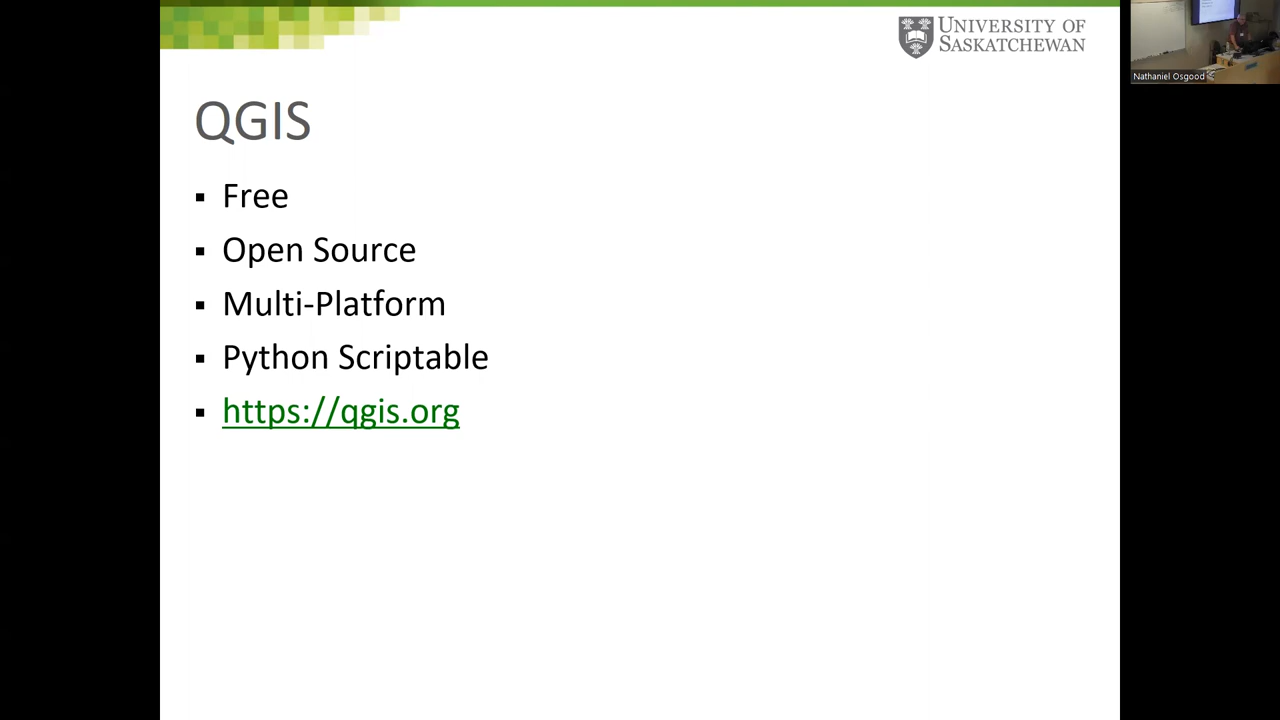 UNIVERSITY OF
SASKATCHEWAN
Nathaniel Osgood
QGIS
▪ Free
▪ Open Source
▪ Multi-Platform
▪ Python Scriptable
▪ https://qgis.org